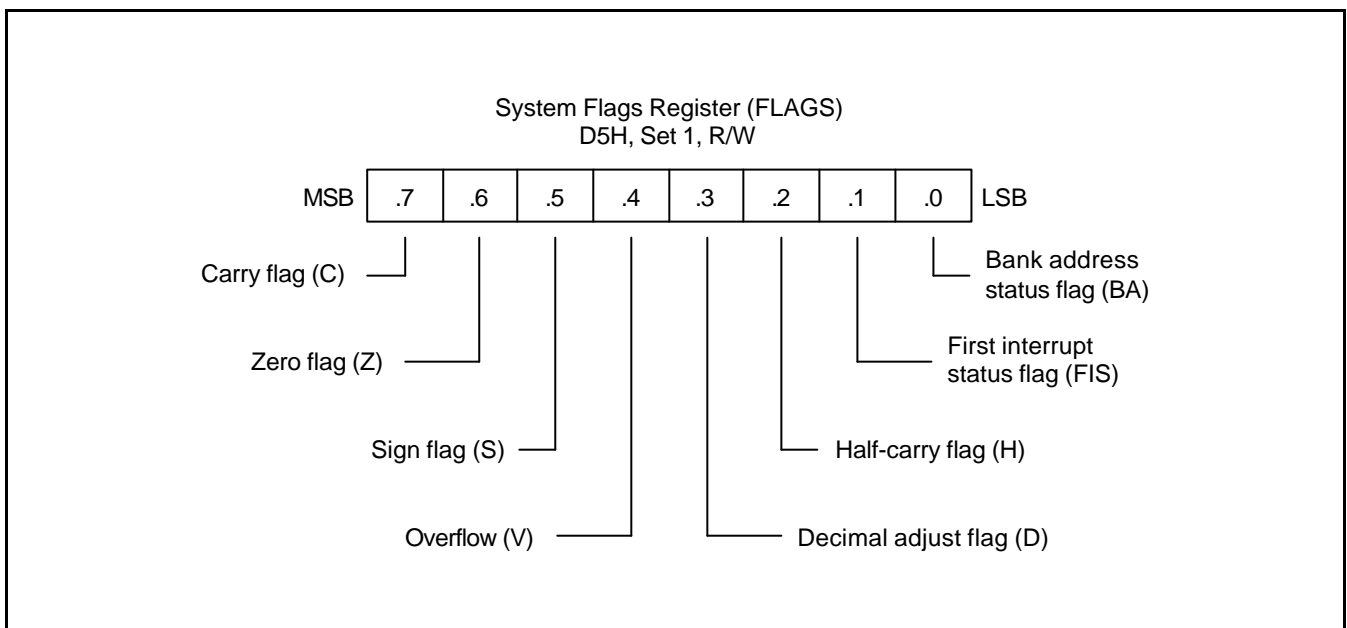 System Flags Register (FLAGS)
D5H, Set 1, R/W
MSB .7 .6 .5 .4 .3 .2 .1 .0 LSB
Carry flag (C)
Bank address
status flag (BA)
Zero flag (Z)
First interrupt
status flag (FIS)
Sign flag (S)
Half-carry flag (H)
Overflow (V)
Decimal adjust flag (D)